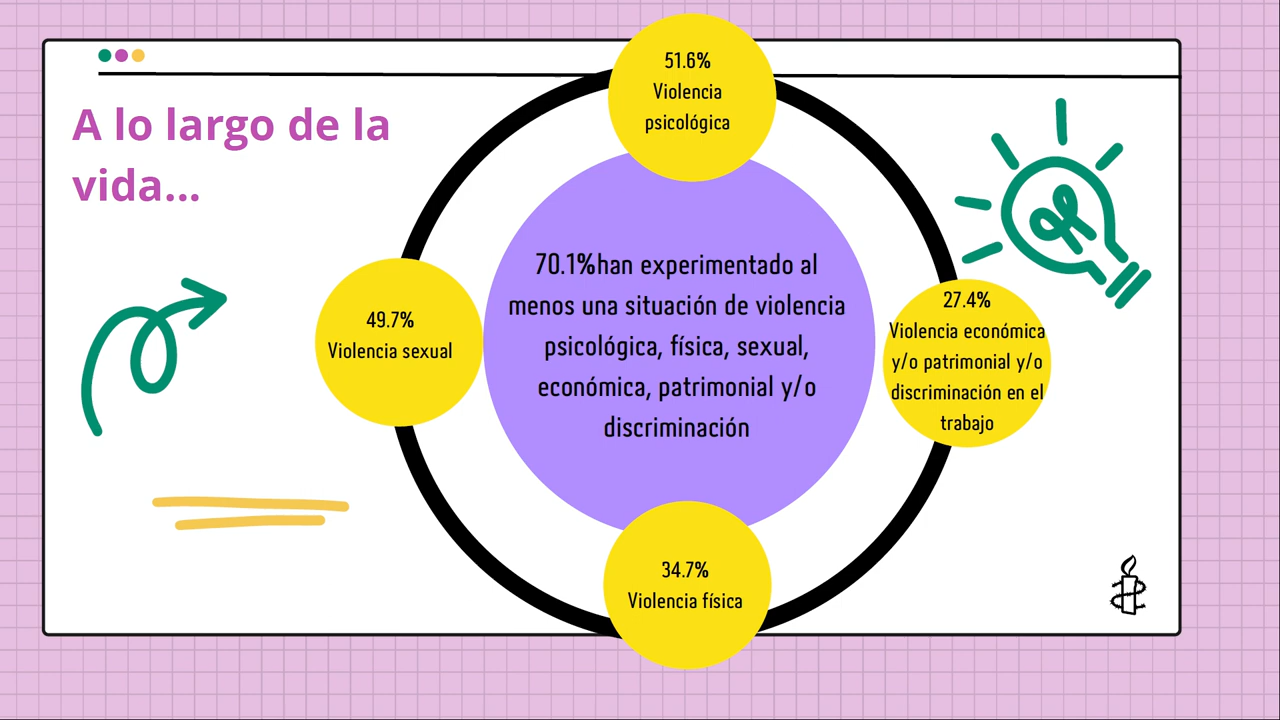 A lo largo de la
vida...
51.6%
Violencia
psicológica
49.7%
Violencia sexual
70.1%han experimentado al
menos una situación de violencia
psicológica, física, sexual,
económica, patrimonial y/o
discriminación
27.4%
Violencia económica
y/o patrimonial y/o
discriminación en el
trabajo
34.7%
Violencia física